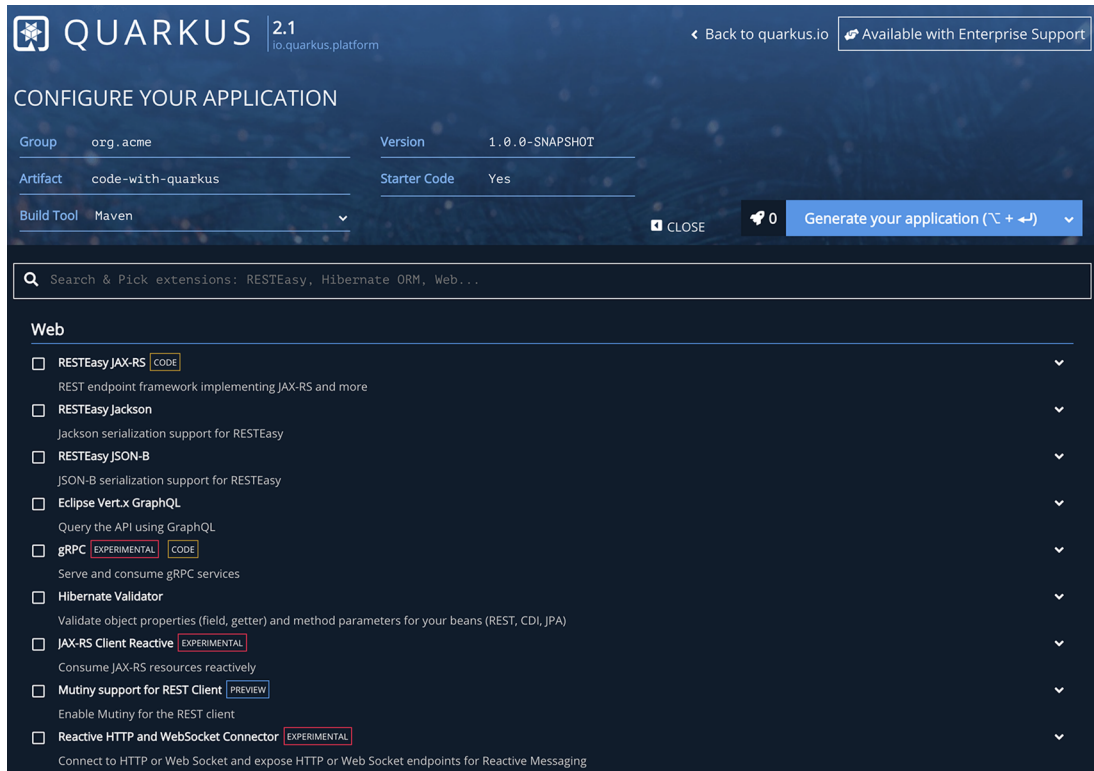 QUARKUS 2.1
io.quarkus.platform
Back to quarkus.io Available with Enterprise Support
CONFIGURE YOUR APPLICATION
Group org.acme
Version 1.0.0-SNAPSHOT
Artifact code-with-quarkus
Starter Code Yes
Build Tool Maven
CLOSE
0
Generate your application (⌥ + ↵)
Search & Pick extensions: RESTEasy, Hibernate ORM, Web...
Web
RESTEasy JAX-RS CODE
REST endpoint framework implementing JAX-RS and more
RESTEasy Jackson
Jackson serialization support for RESTEasy
RESTEasy JSON-B
JSON-B serialization support for RESTEasy
Eclipse Vert.x GraphQL
Query the API using GraphQL
gRPC EXPERIMENTAL CODE
Serve and consume gRPC services
Hibernate Validator
Validate object properties (field, getter) and method parameters for your beans (REST, CDI, JPA)
JAX-RS Client Reactive EXPERIMENTAL
Consume JAX-RS resources reactively
Mutiny support for REST Client PREVIEW
Enable Mutiny for the REST client
Reactive HTTP and WebSocket Connector EXPERIMENTAL
Connect to HTTP or Web Socket and expose HTTP or Web Socket endpoints for Reactive Messaging